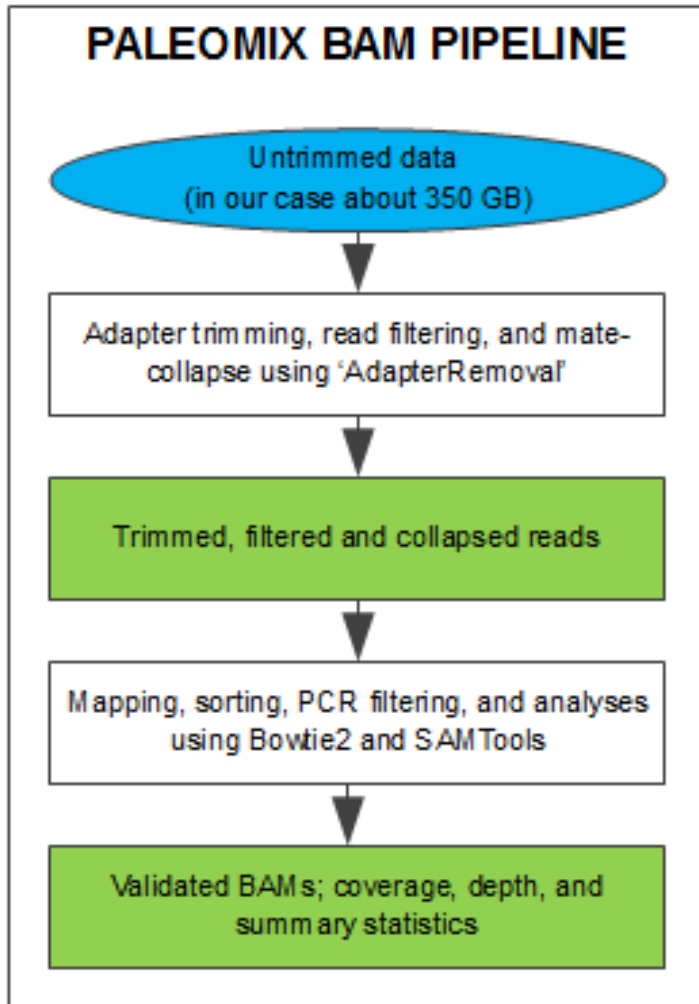 PALEOMIX BAM PIPELINE
Untrimmed data
(in our case about 350 GB)
Adapter trimming, read filtering, and mate-
collapse using ‘AdapterRemoval’
Trimmed, filtered and collapsed reads
Mapping, sorting, PCR filtering, and analyses
using Bowtie2 and SAMTools
Validated BAMs; coverage, depth, and
summary statistics